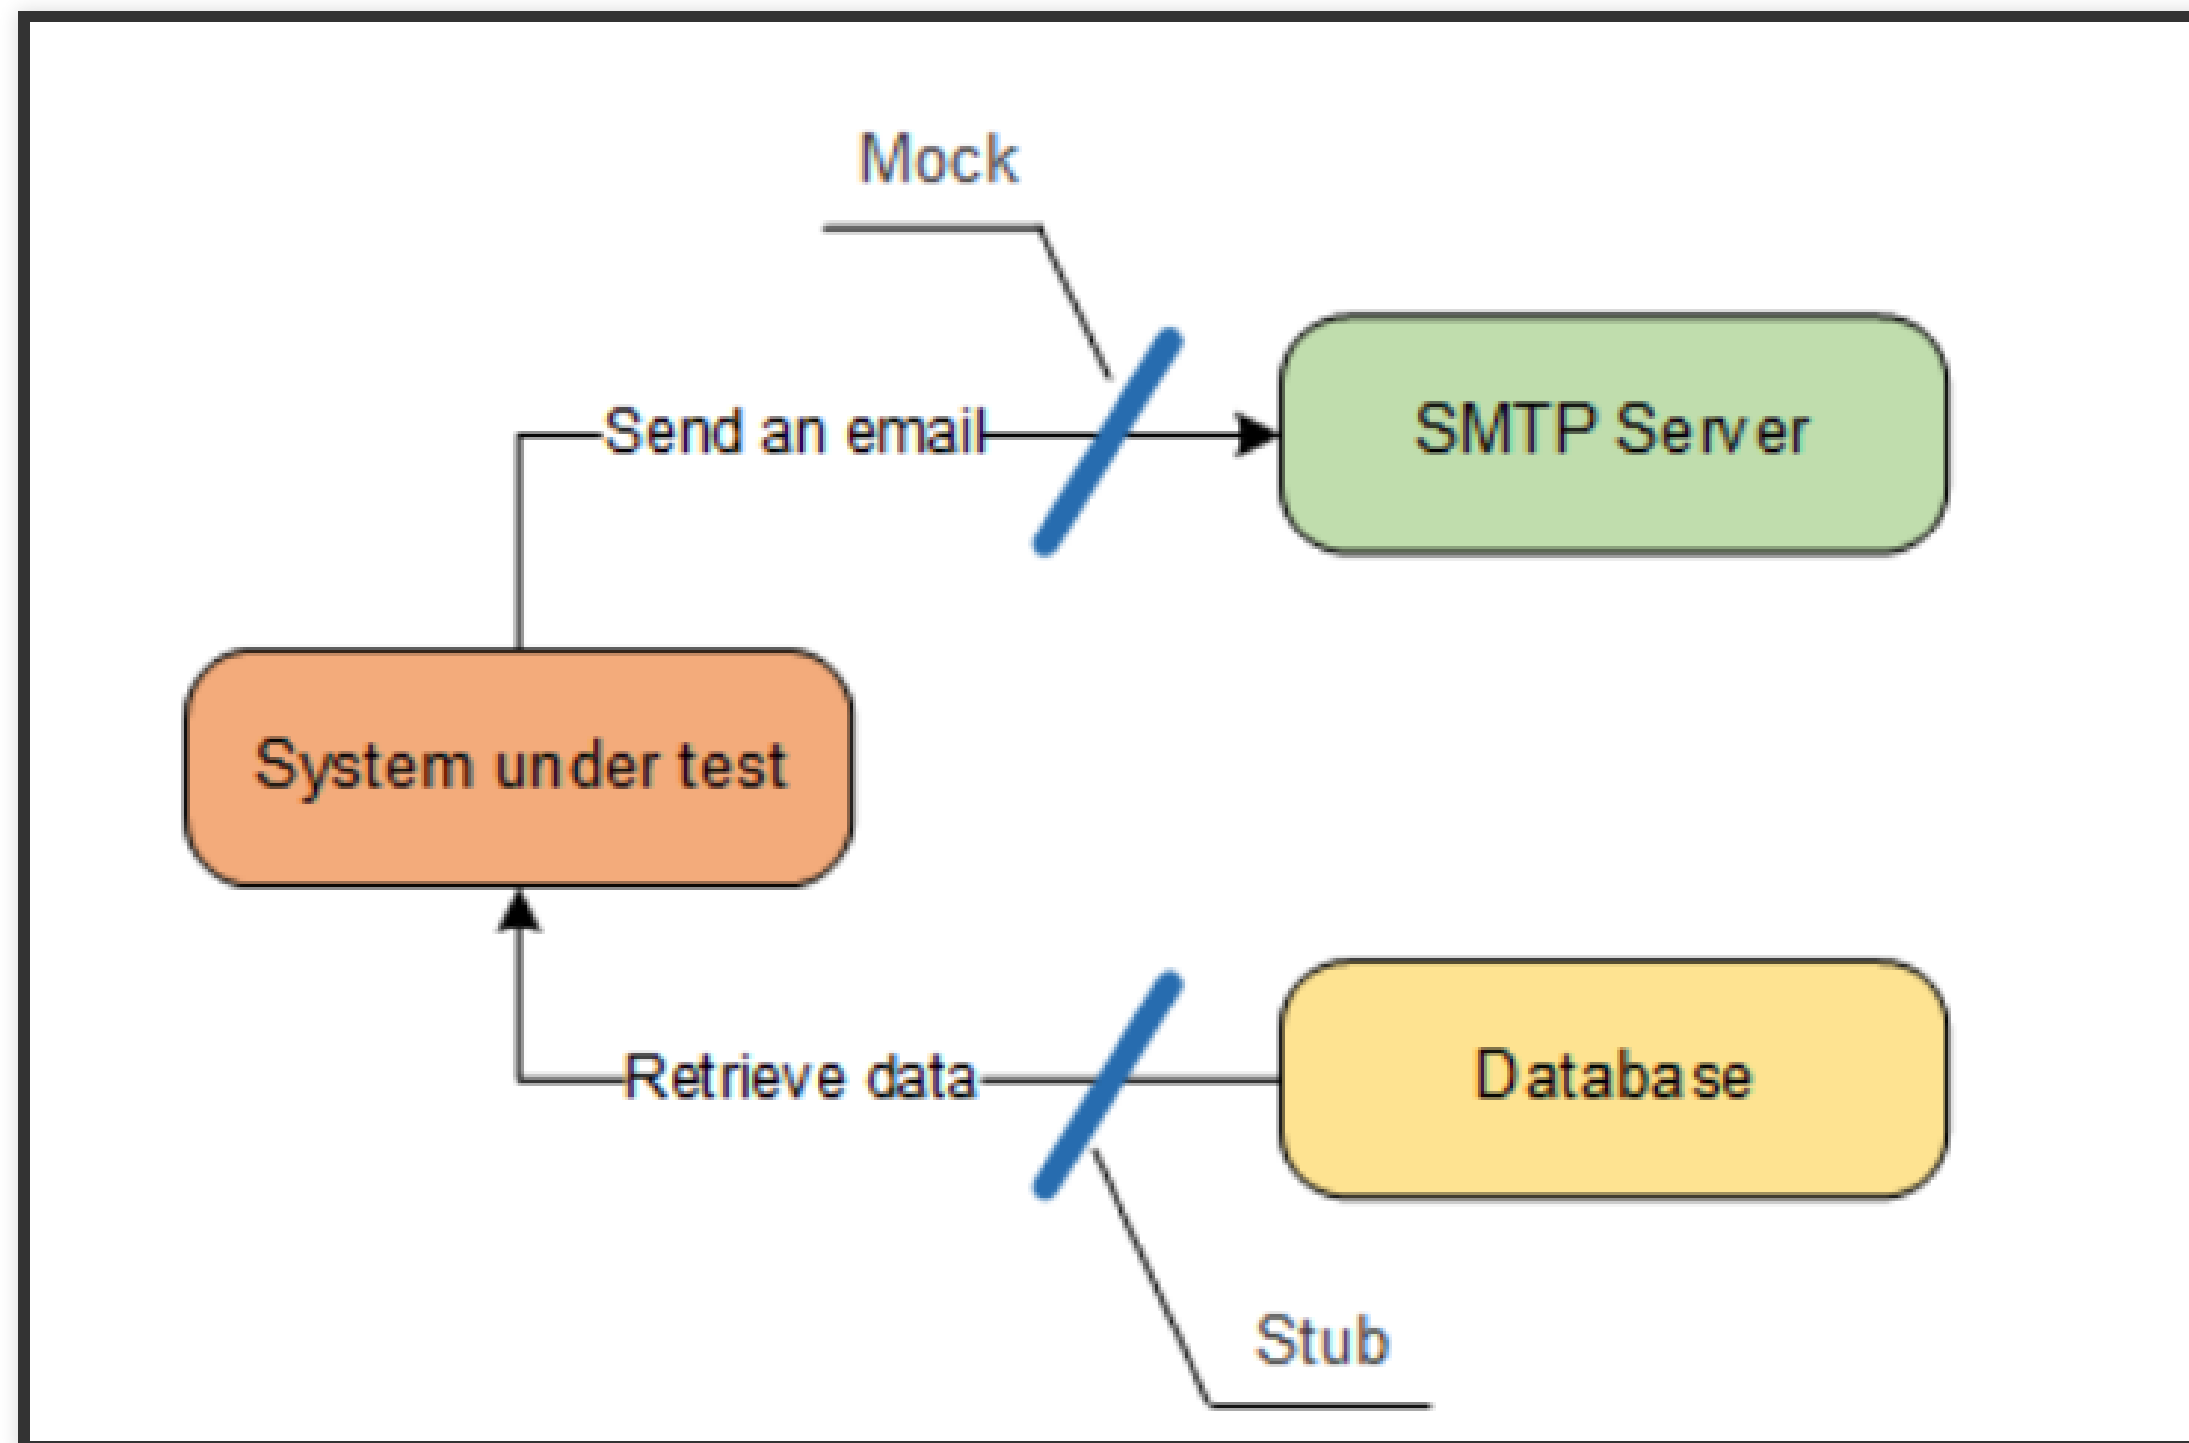 Mock
Send an email
SMTP Server
System under test
Retrieve data
Database
Stub